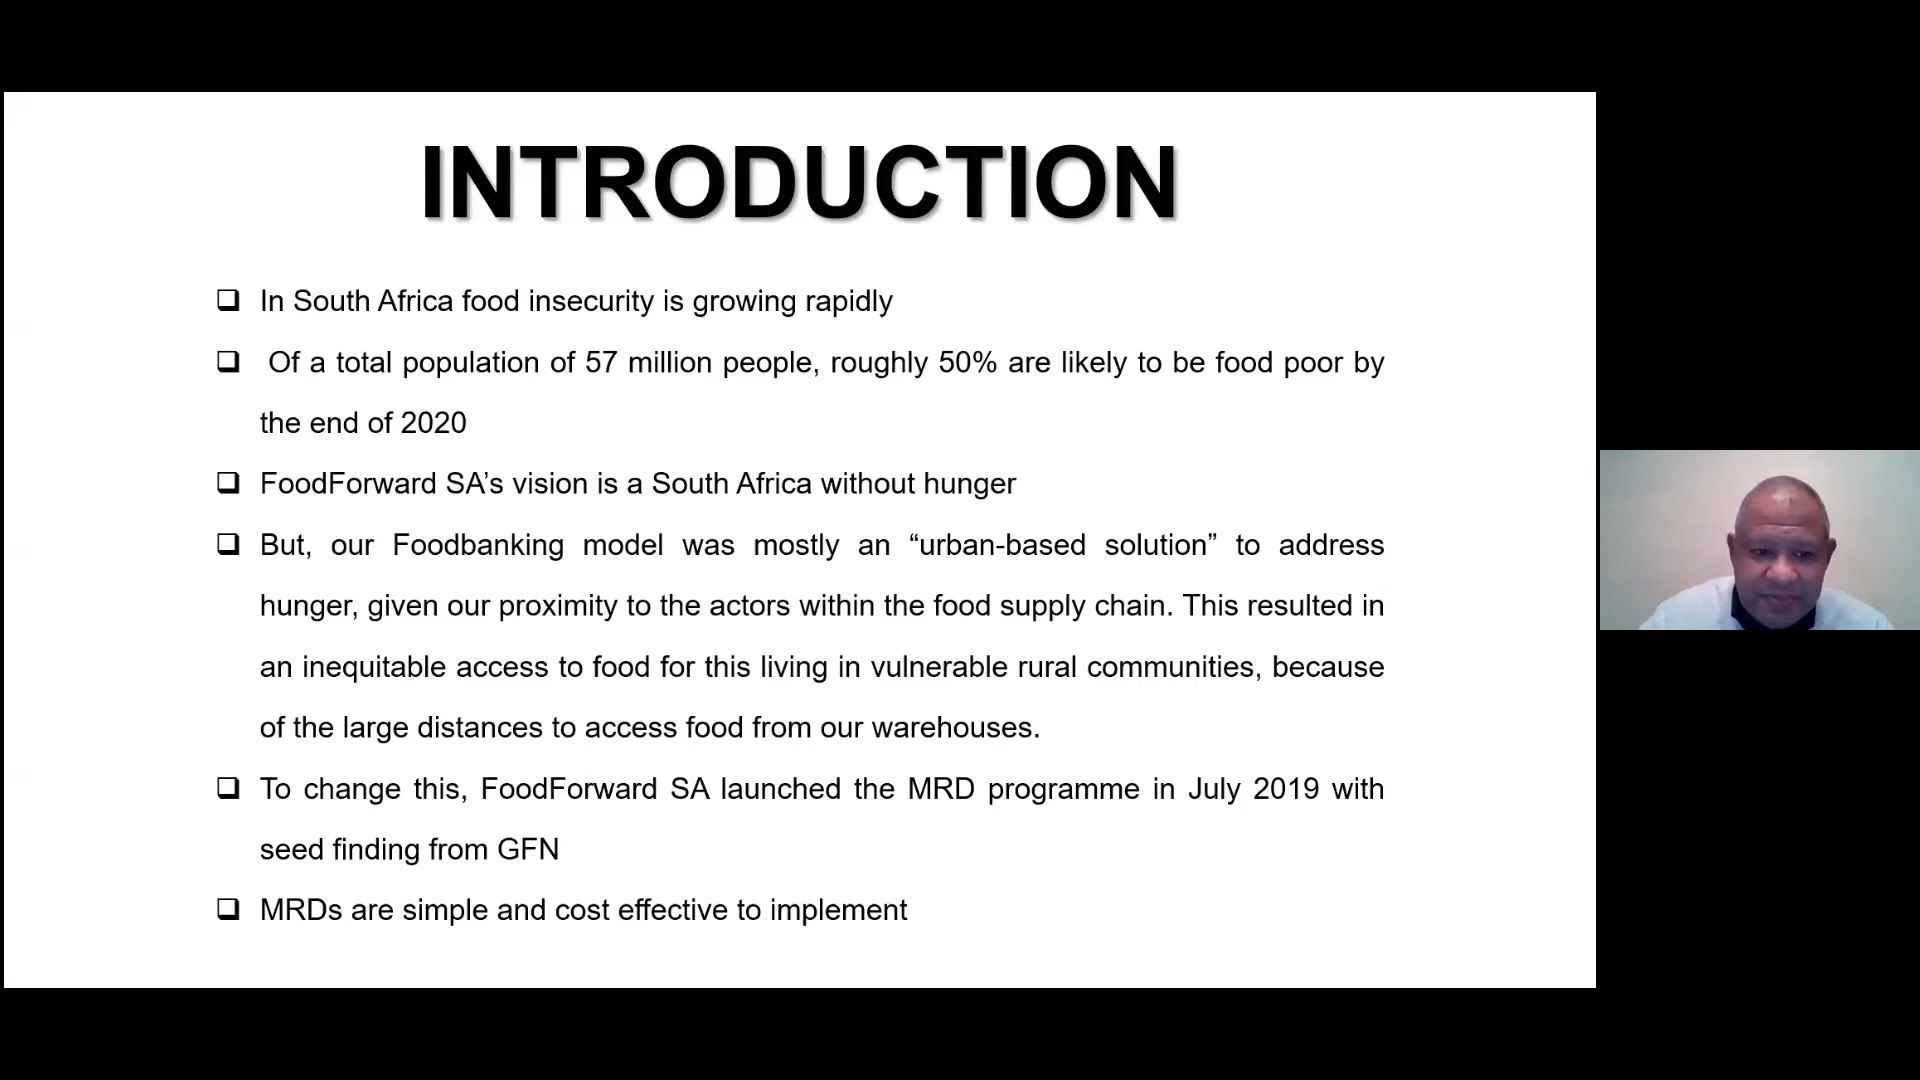 INTRODUCTION
In South Africa food insecurity is growing rapidly
Of a total population of 57 million people, roughly 50% are likely to be food poor by
the end of 2020
FoodForward SA’s vision is a South Africa without hunger
But, our Foodbanking model was mostly an “urban-based solution” to address
hunger, given our proximity to the actors within the food supply chain. This resulted in
an inequitable access to food for this living in vulnerable rural communities, because
of the large distances to access food from our warehouses.
To change this, FoodForward SA launched the MRD programme in July 2019 with
seed finding from GFN
MRDs are simple and cost effective to implement